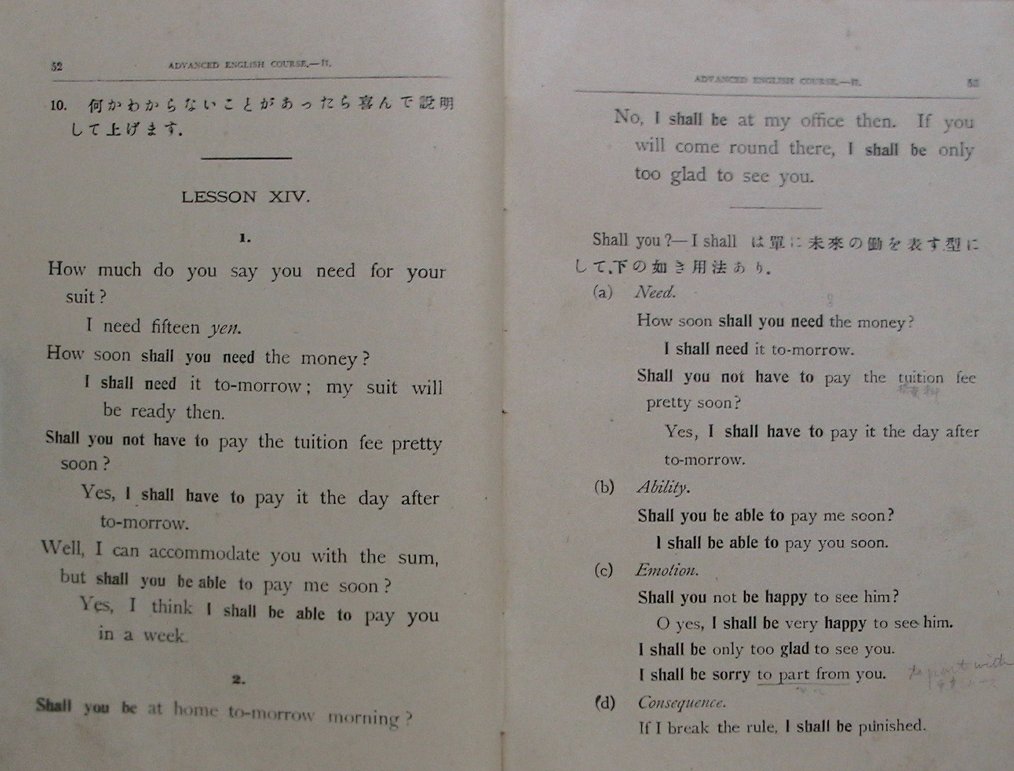 52
ADVANCED ENGLISH COURSE.—II.
10. 何かわからないことがあったら喜んで說明
して上げます.
LESSON XIV.
1.
How much do you say you need for your
suit?
I need fifteen yen.
How soon shall you need the money?
I shall need it to-morrow; my suit will
be ready then.
Shall you not have to pay the tuition fee pretty
soon?
Yes, I shall have to pay it the day after
to-morrow.
Well, I can accommodate you with the sum,
but shall you be able to pay me soon?
Yes, I think I shall be able to pay you
in a week.
2.
Shall you be at home to-morrow morning?
ADVANCED ENGLISH COURSE.—II.
53
No, I shall be at my office then. If you
will come round there, I shall be only
too glad to see you.
Shall you?—I shall は單に未來の働を表す型に
して,下の如き用法あり.
(a) Need.
How soon shall you need the money?
I shall need it to-morrow.
Shall you not have to pay the tuition fee
pretty soon?
Yes, I shall have to pay it the day after
to-morrow.
(b) Ability.
Shall you be able to pay me soon?
I shall be able to pay you soon.
(c) Emotion.
Shall you not be happy to see him?
O yes, I shall be very happy to see him.
I shall be only too glad to see you.
I shall be sorry to part from you.
to part with
(d) Consequence.
If I break the rule, I shall be punished.